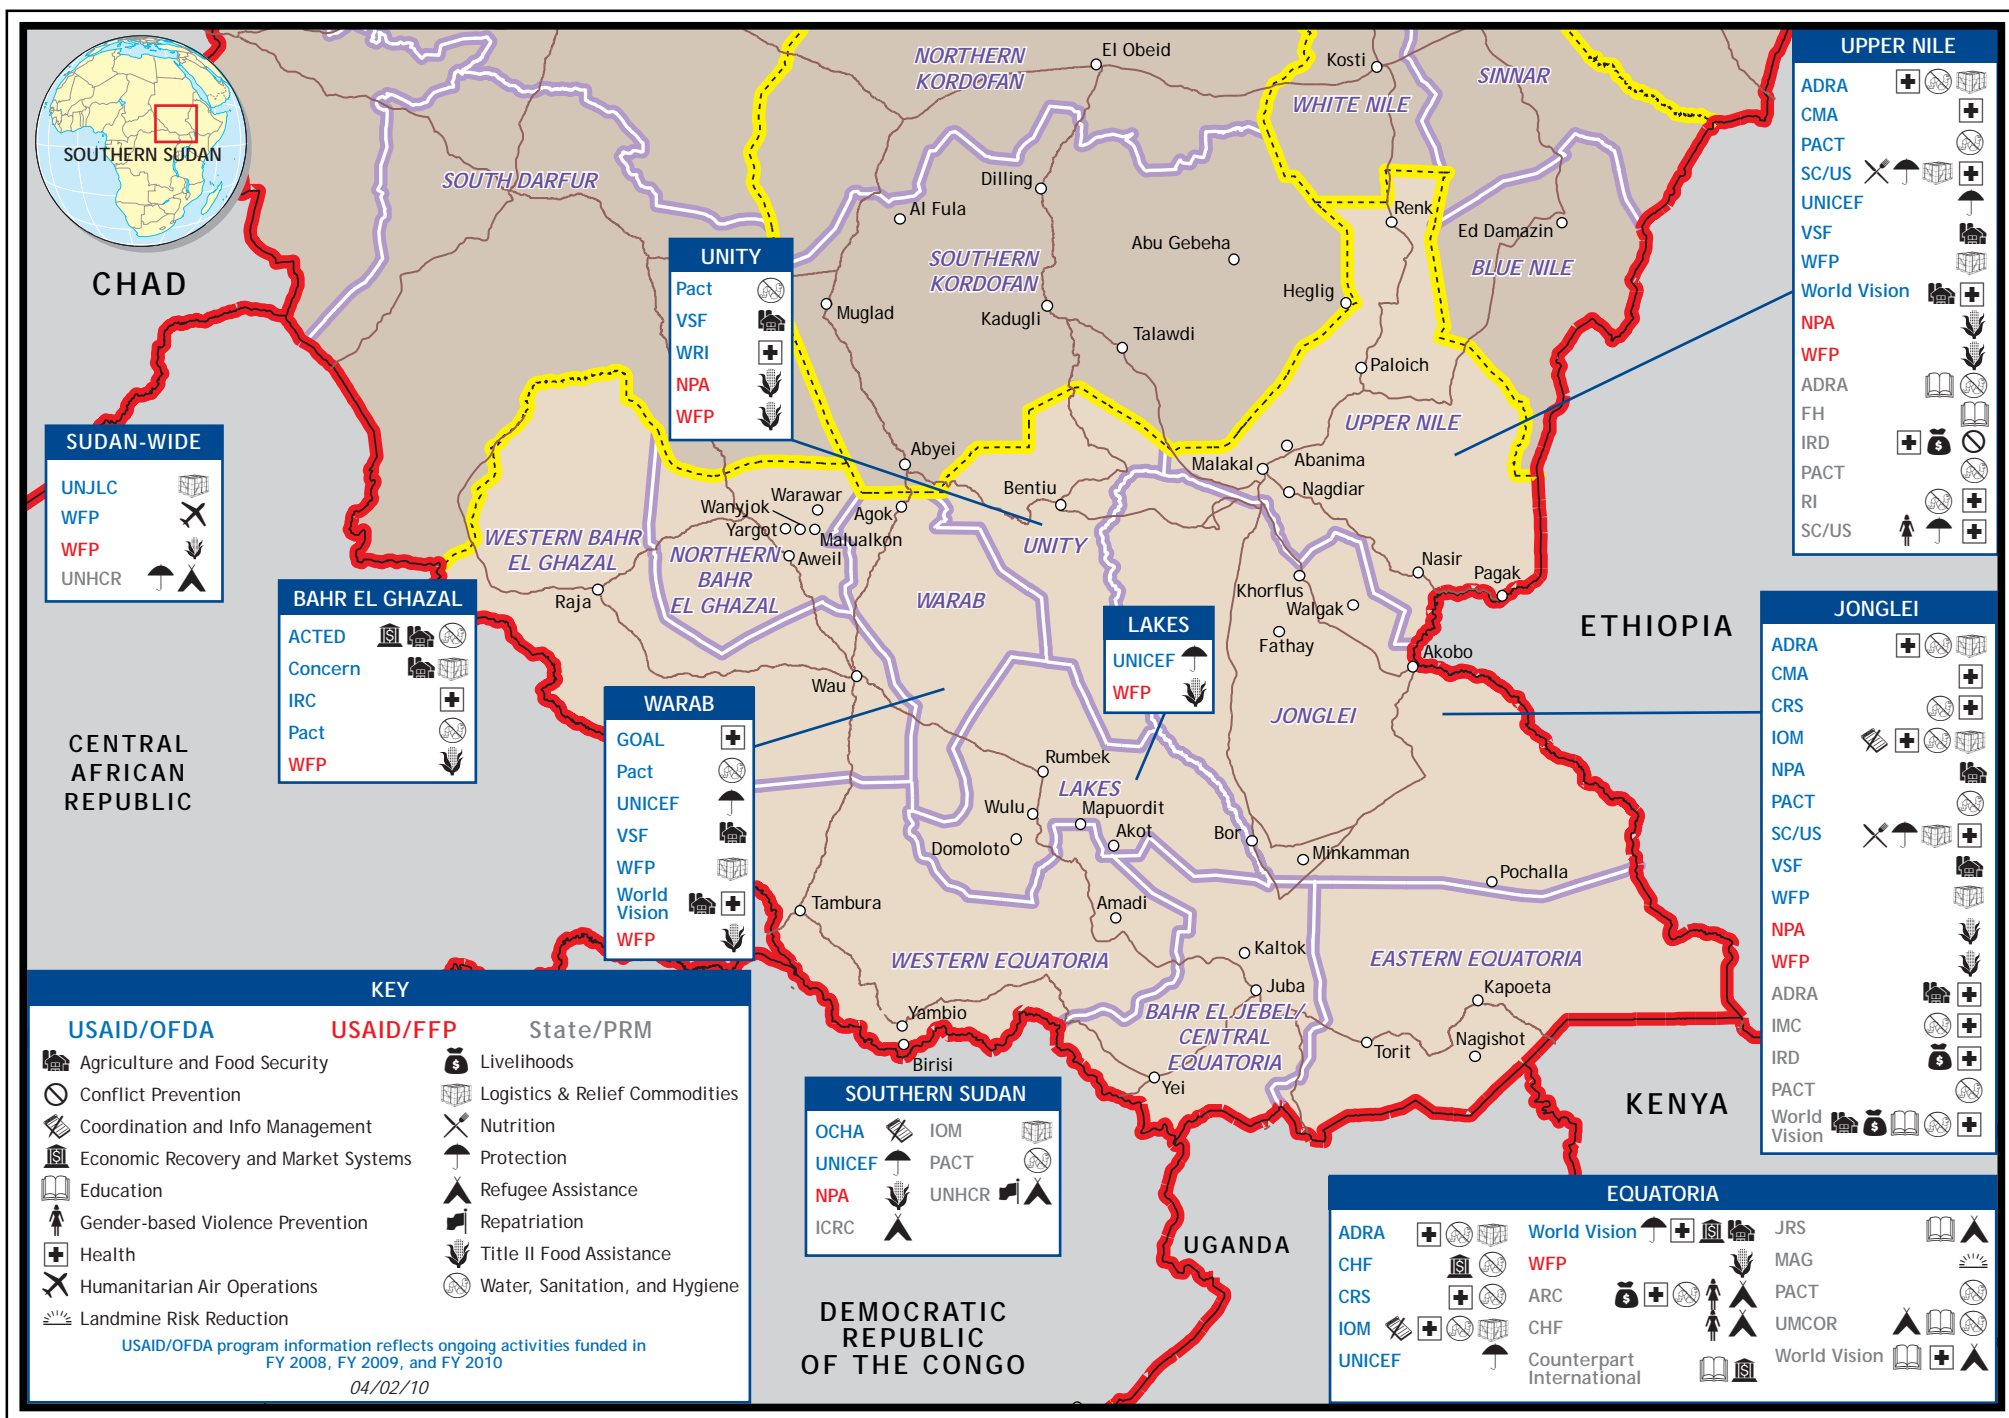 SOUTHERN SUDAN
NORTHERN
KORDOFAN
El Obeid
Kosti
WHITE NILE
SINNAR
SOUTH DARFUR
Dilling
Al Fula
Renk
Ed Damazin
Abu Gebeha
SOUTHERN
KORDOFAN
BLUE NILE
CHAD
Heglig
Muglad
Kadugli
Talawdi
Paloich
UPPER NILE
Abyei
Malakal
Abanima
Nagdiar
Bentiu
Warawar
Wanyjok
Agok
Yargot
Malualkon
Aweil
WESTERN BAHR
EL GHAZAL
NORTHERN
BAHR
EL GHAZAL
UNITY
WARAB
Raja
Nasir
Pagak
Khorflus
Walgak
Fathay
Akobo
ETHIOPIA
Wau
JONGLEI
CENTRAL
AFRICAN
REPUBLIC
Rumbek
LAKES
Wulu
Mapuordit
Akot
Bor
Domoloto
Minkamman
Pochalla
Tambura
Amadi
Kaltok
WESTERN EQUATORIA
EASTERN EQUATORIA
Juba
Kapoeta
BAHR EL JEBEL/
CENTRAL
EQUATORIA
Yambio
Birisi
Torit
Nagishot
Yei
KENYA
UGANDA
DEMOCRATIC
REPUBLIC
OF THE CONGO
UPPER NILE
ADRA
CMA
PACT
SC/US
UNICEF
VSF
WFP
World Vision
NPA
WFP
ADRA
FH
IRD
PACT
RI
SC/US
UNITY
Pact
VSF
WRI
NPA
WFP
SUDAN-WIDE
UNJLC
WFP
WFP
UNHCR
BAHR EL GHAZAL
ACTED
Concern
IRC
Pact
WFP
WARAB
GOAL
Pact
UNICEF
VSF
WFP
World
Vision
WFP
LAKES
UNICEF
WFP
JONGLEI
ADRA
CMA
CRS
IOM
NPA
PACT
SC/US
VSF
WFP
NPA
WFP
ADRA
IMC
IRD
PACT
World
Vision
KEY
USAID/OFDA USAID/FFP State/PRM
Agriculture and Food Security
Conflict Prevention
Coordination and Info Management
Economic Recovery and Market Systems
Education
Gender-based Violence Prevention
Health
Humanitarian Air Operations
Landmine Risk Reduction
Livelihoods
Logistics & Relief Commodities
Nutrition
Protection
Refugee Assistance
Repatriation
Title II Food Assistance
Water, Sanitation, and Hygiene
USAID/OFDA program information reflects ongoing activities funded in
FY 2008, FY 2009, and FY 2010
04/02/10
SOUTHERN SUDAN
OCHA
UNICEF
NPA
ICRC
IOM
PACT
UNHCR
EQUATORIA
ADRA
CHF
CRS
IOM
UNICEF
World Vision
WFP
ARC
CHF
Counterpart
International
JRS
MAG
PACT
UMCOR
World Vision